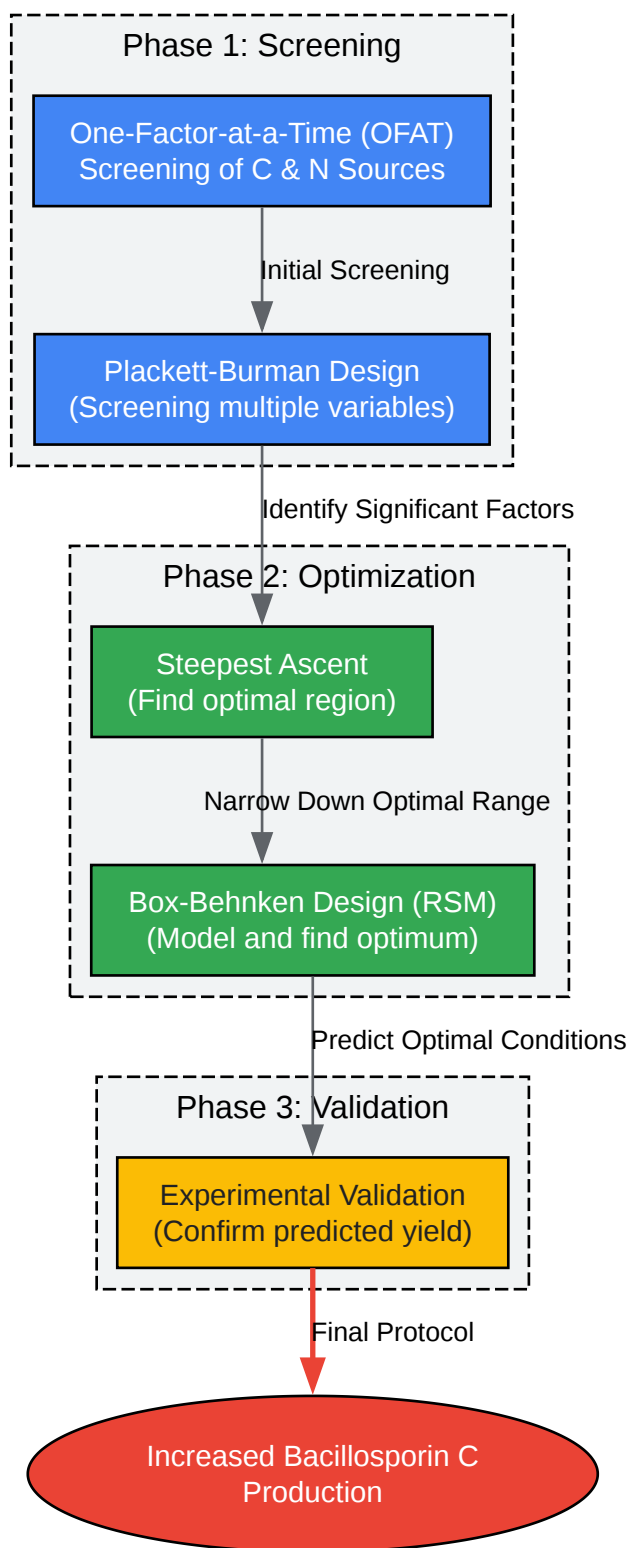 Phase 1: Screening
One-Factor-at-a-Time (OFAT)
Screening of C & N Sources
Initial Screening
Plackett-Burman Design
(Screening multiple variables)
Identify Significant Factors
Phase 2: Optimization
Steepest Ascent
(Find optimal region)
Narrow Down Optimal Range
Box-Behnken Design (RSM)
(Model and find optimum)
Predict Optimal Conditions
Phase 3: Validation
Experimental Validation
(Confirm predicted yield)
Final Protocol
Increased Bacillosporin C
Production